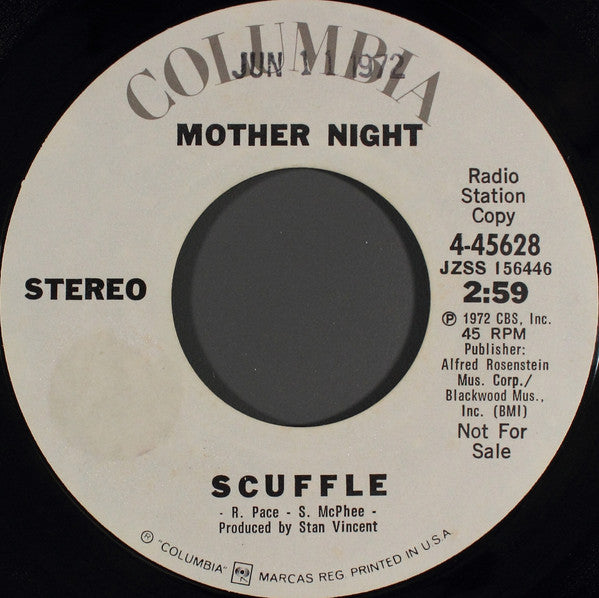 COLUMBIA
JUN 11 1972
MOTHER NIGHT
Radio
Station
Copy
4-45628
JZSS 156446
STEREO
2:59
Ⓟ 1972 CBS, Inc.
45 RPM
Publisher:
Alfred Rosenstein
Mus. Corp./
Blackwood Mus.,
Inc. (BMI)
Not For
Sale
SCUFFLE
- R. Pace - S. McPhee -
Produced by Stan Vincent
® "COLUMBIA" MARCAS REG. PRINTED IN U.S.A.